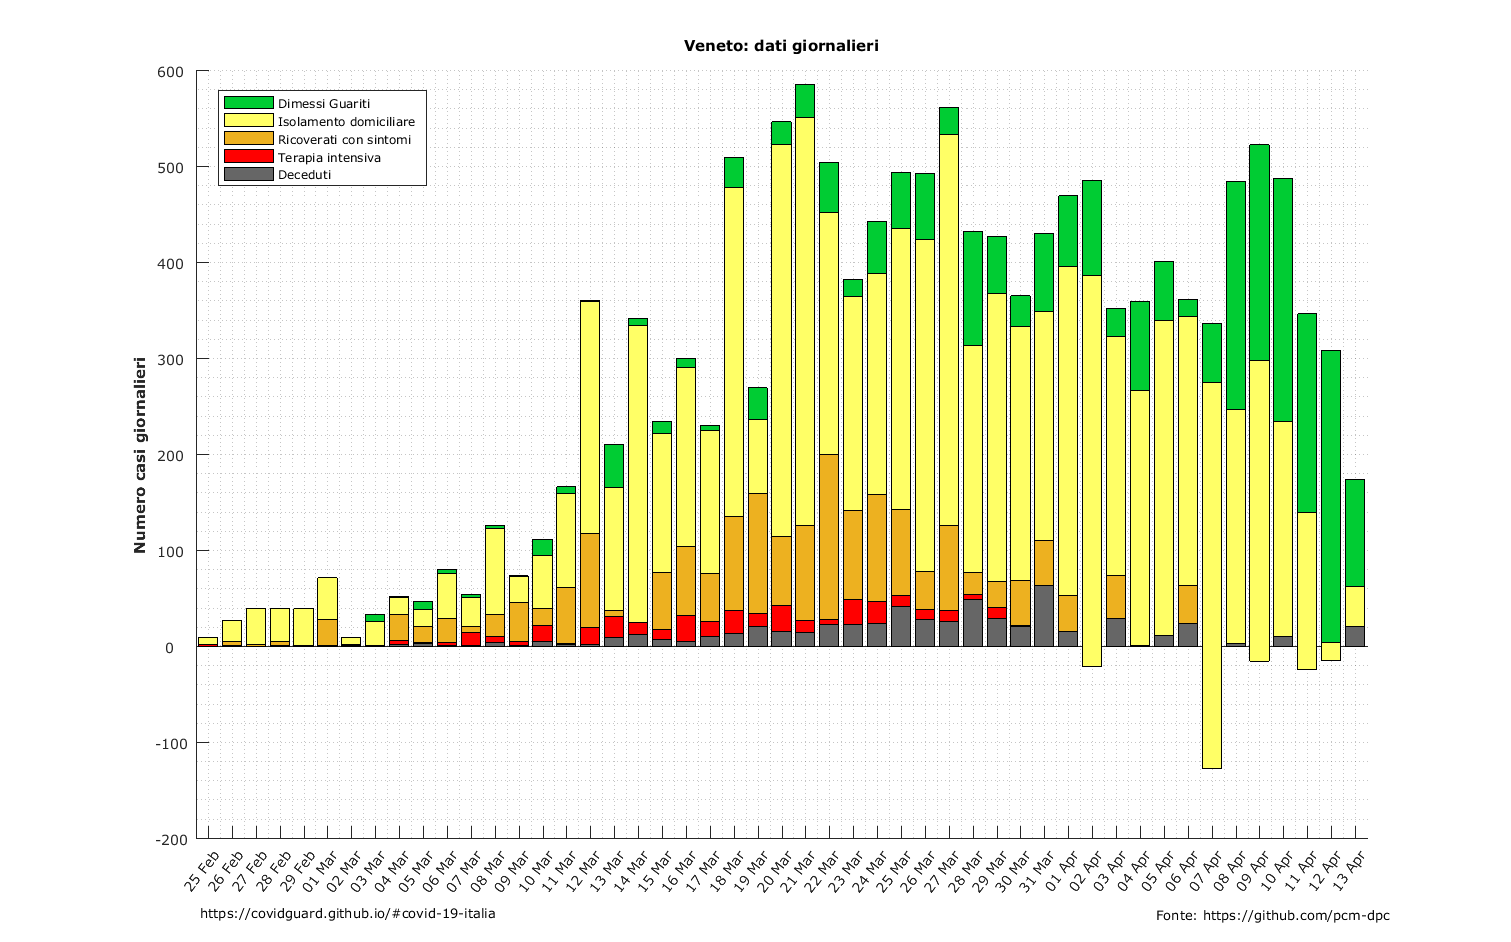 Veneto: dati giornalieri
600
500
400
300
200
100
0
-100
-200
Numero casi giornalieri
Dimessi Guariti
Isolamento domiciliare
Ricoverati con sintomi
Terapia intensiva
Deceduti
25 Feb
26 Feb
27 Feb
28 Feb
29 Feb
01 Mar
02 Mar
03 Mar
04 Mar
05 Mar
06 Mar
07 Mar
08 Mar
09 Mar
10 Mar
11 Mar
12 Mar
13 Mar
14 Mar
15 Mar
16 Mar
17 Mar
18 Mar
19 Mar
20 Mar
21 Mar
22 Mar
23 Mar
24 Mar
25 Mar
26 Mar
27 Mar
28 Mar
29 Mar
30 Mar
31 Mar
01 Apr
02 Apr
03 Apr
04 Apr
05 Apr
06 Apr
07 Apr
08 Apr
09 Apr
10 Apr
11 Apr
12 Apr
13 Apr
https://covidguard.github.io/#covid-19-italia
Fonte: https://github.com/pcm-dpc